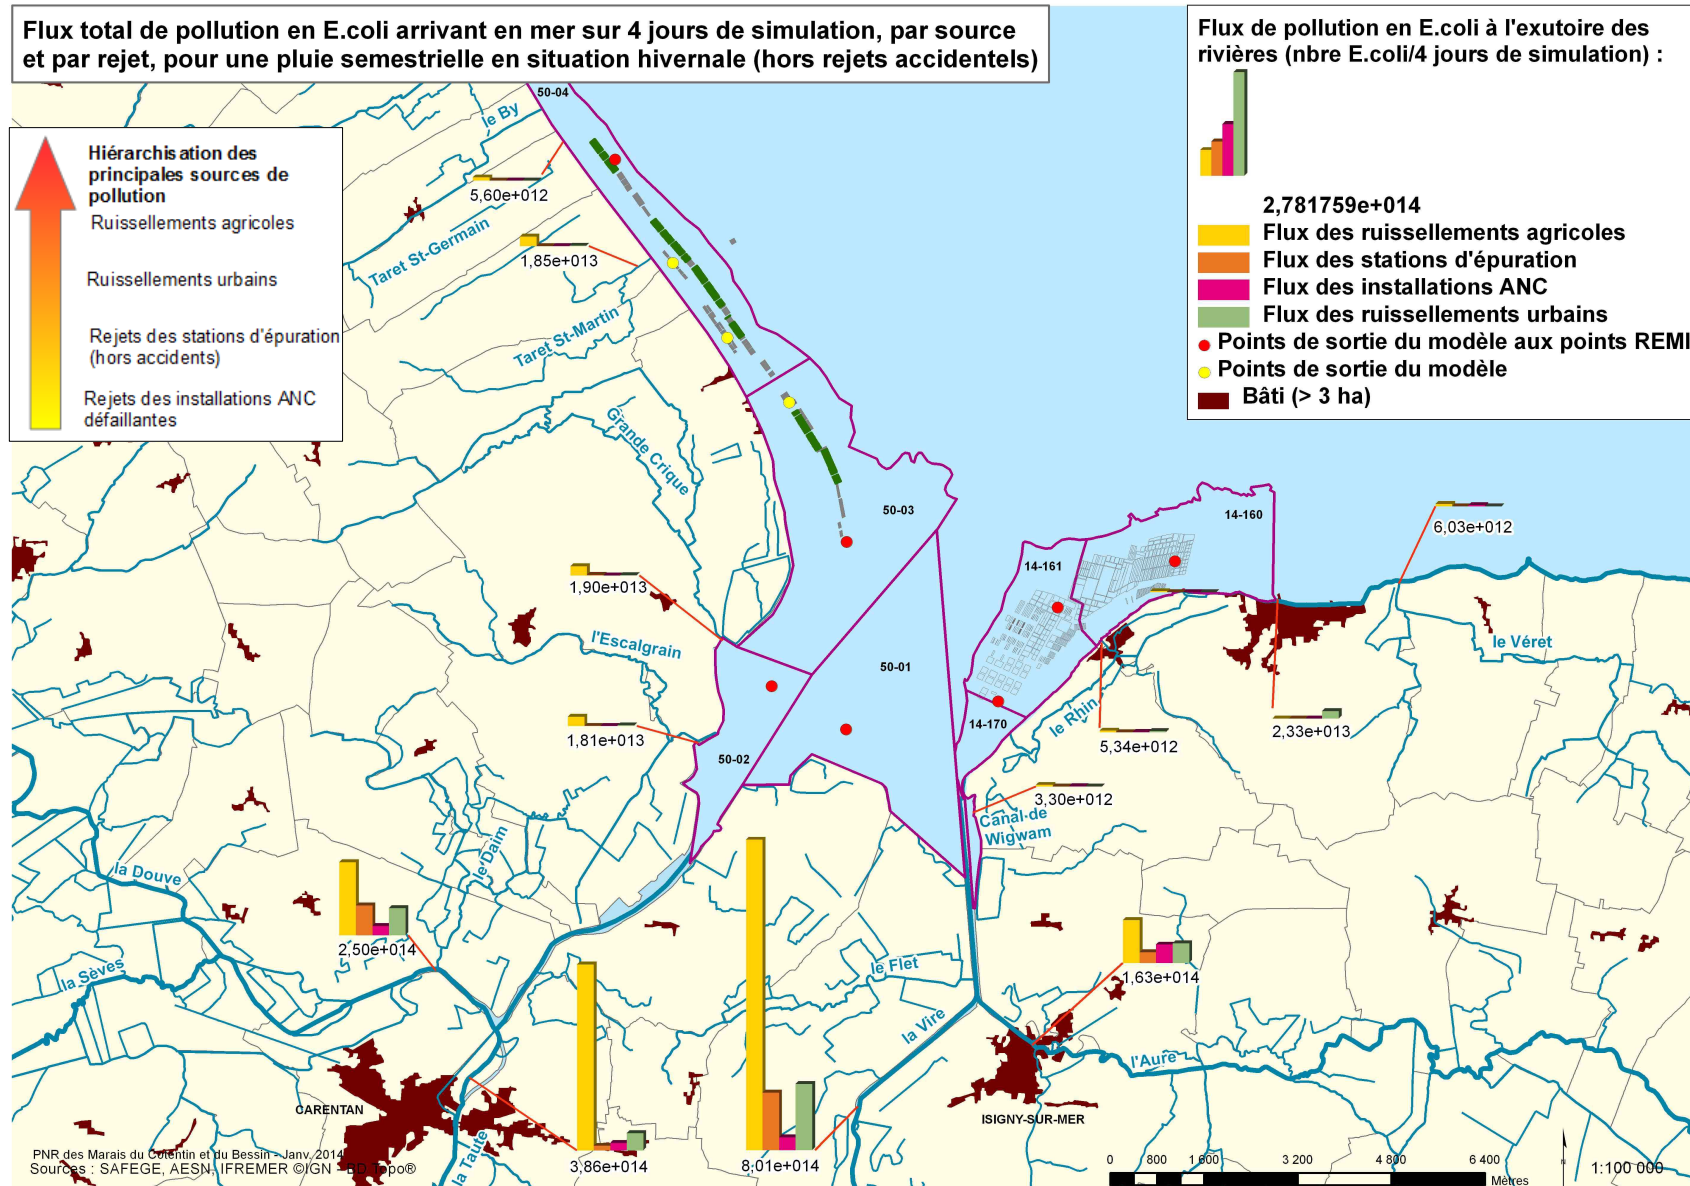 Flux total de pollution en E.coli arrivant en mer sur 4 jours de simulation, par source
et par rejet, pour une pluie semestrielle en situation hivernale (hors rejets accidentels)
Flux de pollution en E.coli à l'exutoire des
rivières (nbre E.coli/4 jours de simulation) :
2,781759e+014
Flux des ruissellements agricoles
Flux des stations d'épuration
Flux des installations ANC
Flux des ruissellements urbains
Points de sortie du modèle aux points REMI
Points de sortie du modèle
Bâti (> 3 ha)
Hiérarchisation des
principales sources de
pollution
Ruissellements agricoles
Ruissellements urbains
Rejets des stations d'épuration
(hors accidents)
Rejets des installations ANC
défaillantes
50-04
le By
5,60e+012
Taret St-Germain
1,85e+013
Taret St-Martin
Grande Crique
50-03
14-160
6,03e+012
14-161
1,90e+013
l'Escalgrain
le Véret
50-01
14-170
le Rhin
5,34e+012
2,33e+013
1,81e+013
50-02
3,30e+012
Canal de
Wigwam
le Daim
la Douve
2,50e+014
la Sèves
le Flet
1,63e+014
la Vire
l'Aure
CARENTAN
ISIGNY-SUR-MER
la Taute
3,86e+014
8,01e+014
PNR des Marais du Cotentin et du Bessin - Janv. 2014
Sources : SAFEGE, AESN, IFREMER ©IGN - BD Topo®
0 800 1 600 3 200 4 800 6 400
Mètres
N
1:100 000